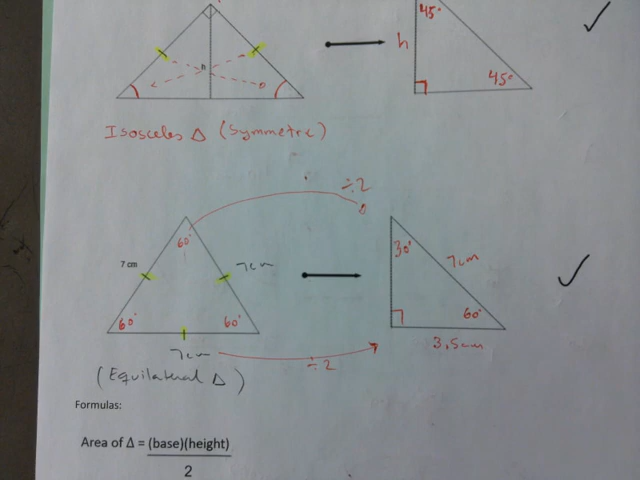 45°
h
h
45°
Isosceles Δ (Symmetric)
÷2
60°
7 cm
7cm
30°
7cm
60°
60°
60°
7cm
÷2
3,5cm
(Equilateral Δ)
Formulas:
Area of Δ = (base)(height)
2